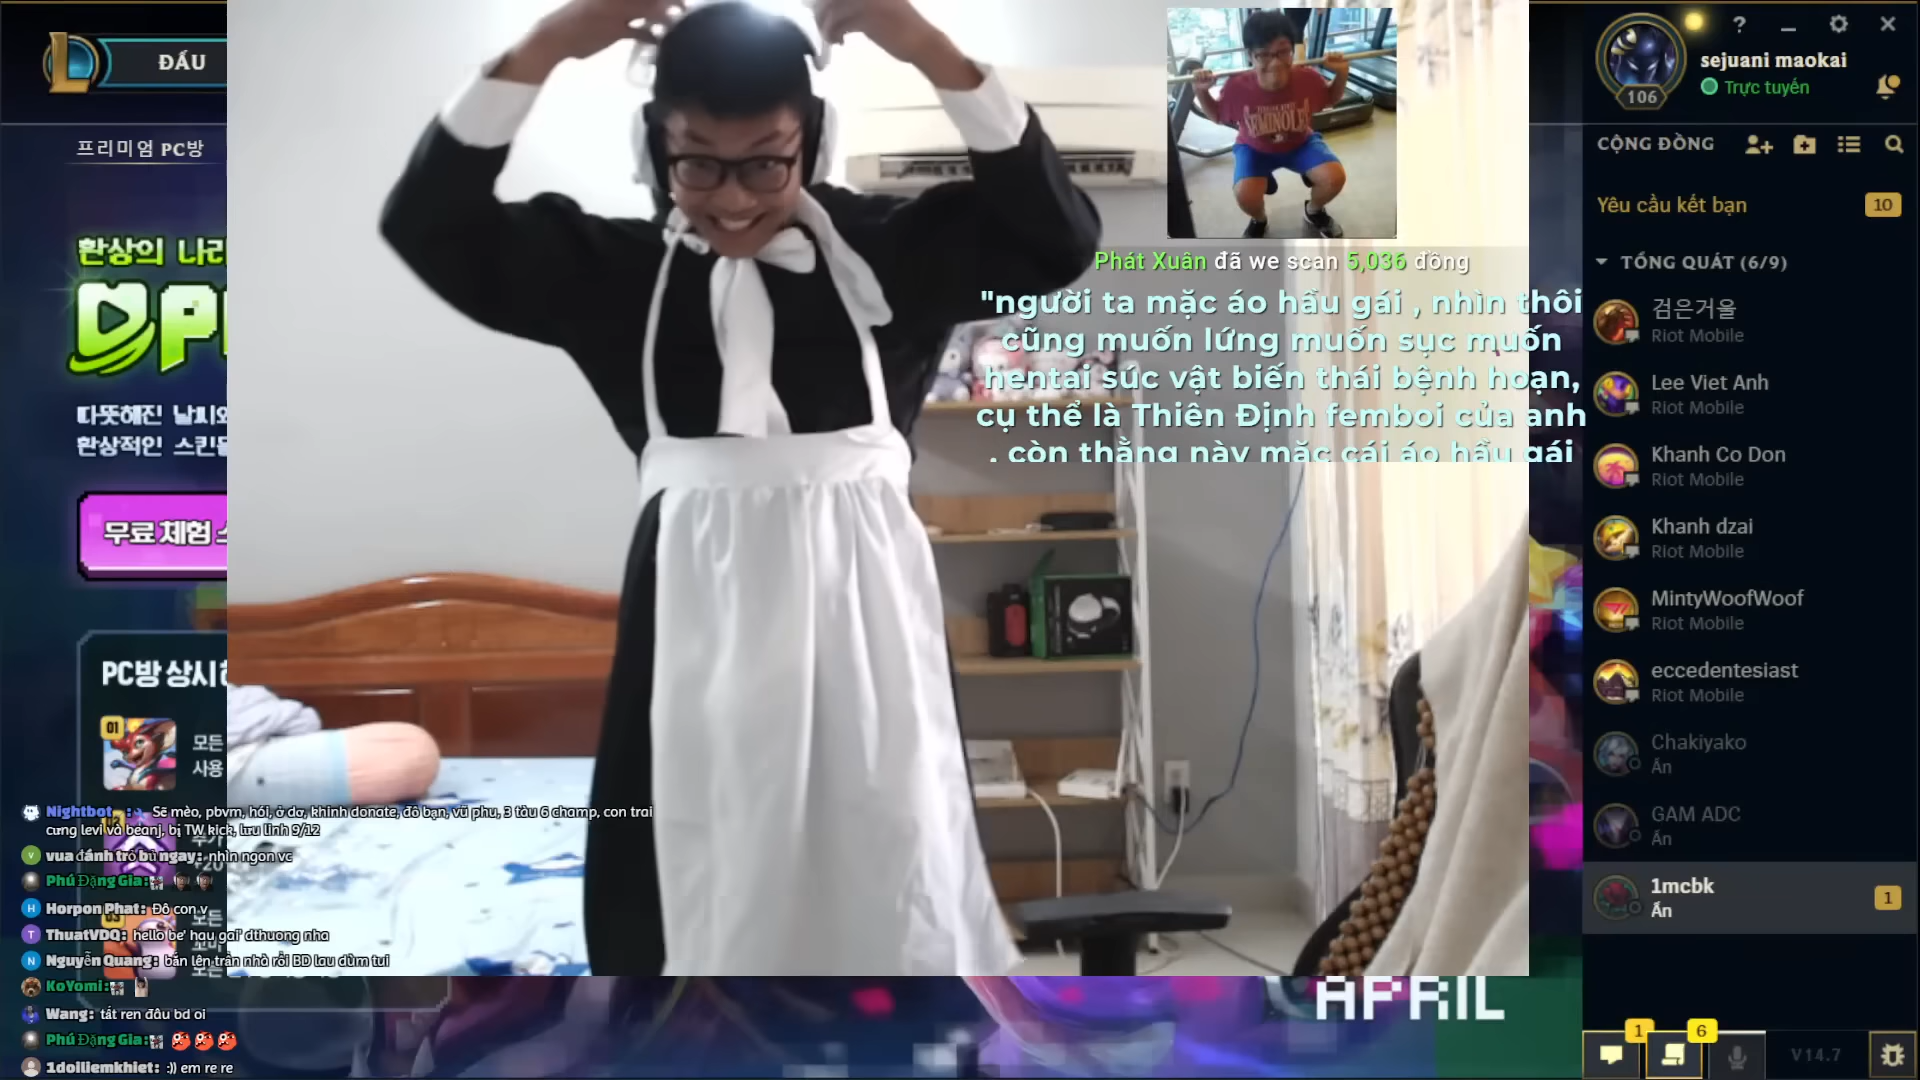 ĐẤU
프리미엄 PC방
환상의 나라
따뜻해진 날씨와
환상적인 스킨들
무료 체험
PC방 상시
01
모든
사용
Nightbot : Sẽ mèo, pbvm, hói, ở dơ, khinh donate, đô bạn, vũ phu, 3 tàu 6 champ, con trai
cưng levi và beanj, bị TW kick, lưu linh 9/12
vua đánh trỏ bù ngay: nhìn ngon vc
Phú Đặng Gia:
Horpon Phat: Đô con v
ThuatVDQ: hello be' hau gai' dthuong nha
Nguyễn Quang: bắn lên trần nhà rồi BD lau dùm tui
KoYomi:
Wang: tắt ren đâu bd oi
Phú Đặng Gia:
1doiliemkhiet: :)) em re re
SEMINOLES
Phát Xuân đã we scan 5,036 đồng
"người ta mặc áo hầu gái , nhìn thôi
cũng muốn lứng muốn sục muốn
hentai súc vật biến thái bệnh hoạn,
cụ thể là Thiên Định femboi của anh
. còn thằng này mặc cái áo hầu gái
APRIL
106
sejuani maokai
Trực tuyến
CỘNG ĐỒNG
Yêu cầu kết bạn
10
TỔNG QUÁT (6/9)
검은거울
Riot Mobile
Lee Viet Anh
Riot Mobile
Khanh Co Don
Riot Mobile
Khanh dzai
Riot Mobile
MintyWoofWoof
Riot Mobile
eccedentesiast
Riot Mobile
Chakiyako
Ẩn
GAM ADC
Ẩn
1mcbk
Ẩn
1
1
6
V14.7